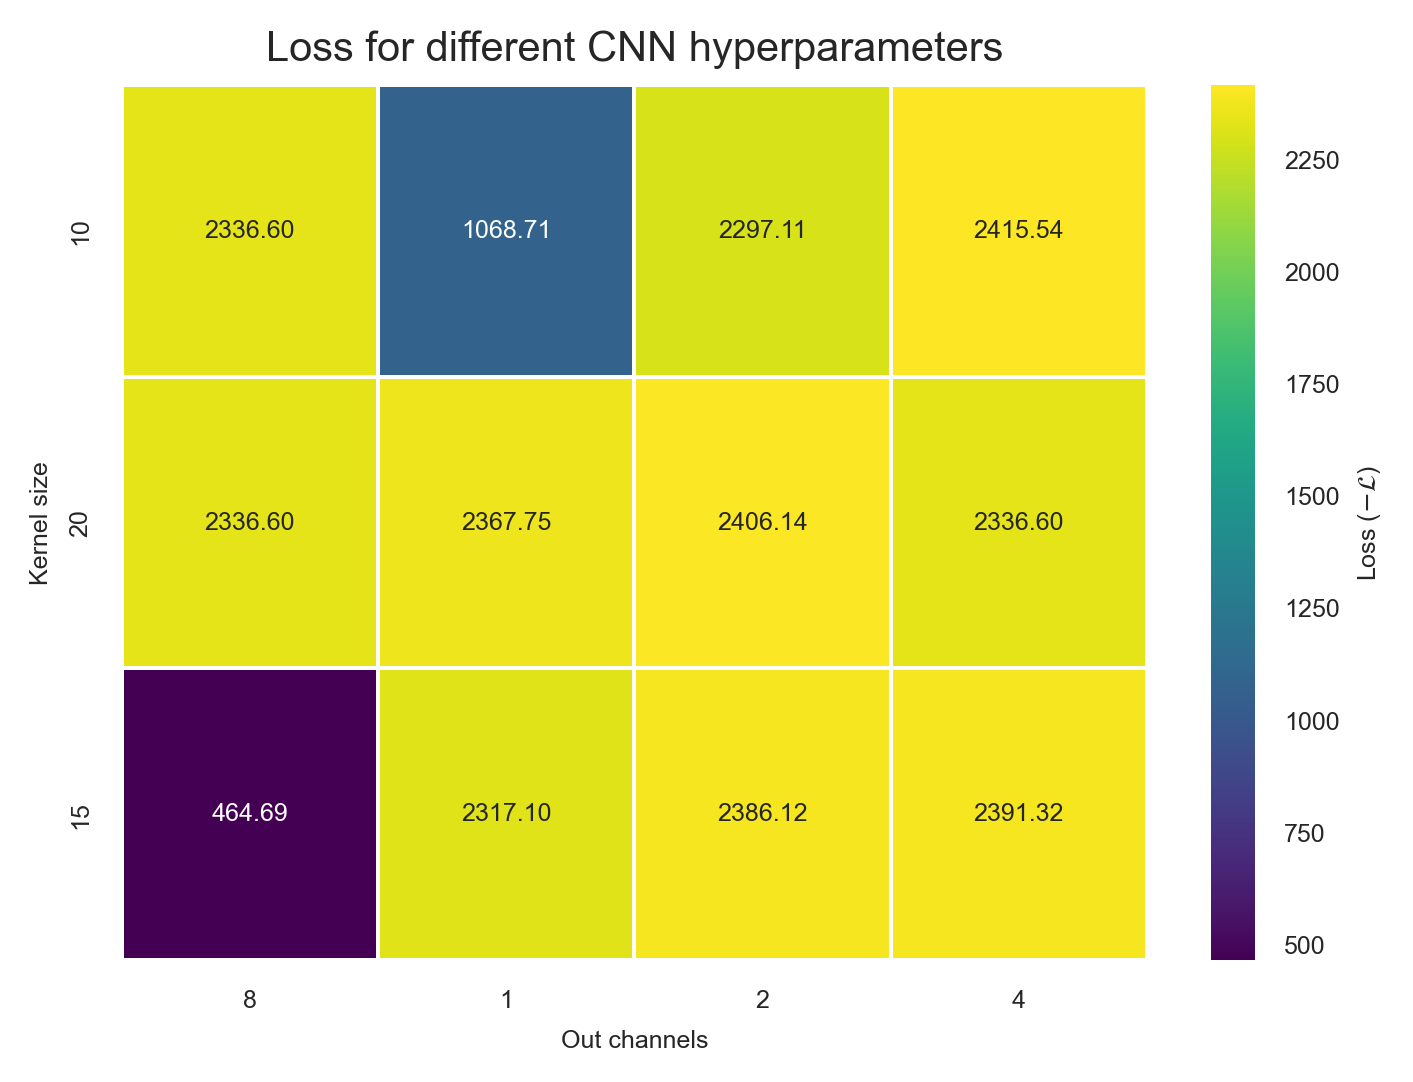 Loss for different CNN hyperparameters
10
2336.60 1068.71 2297.11 2415.54
20
2336.60 2367.75 2406.14 2336.60
15
464.69 2317.10 2386.12 2391.32
Kernel size
8 1 2 4
Out channels
2250
2000
1750
1500
1250
1000
750
500
Loss (−ℒ)